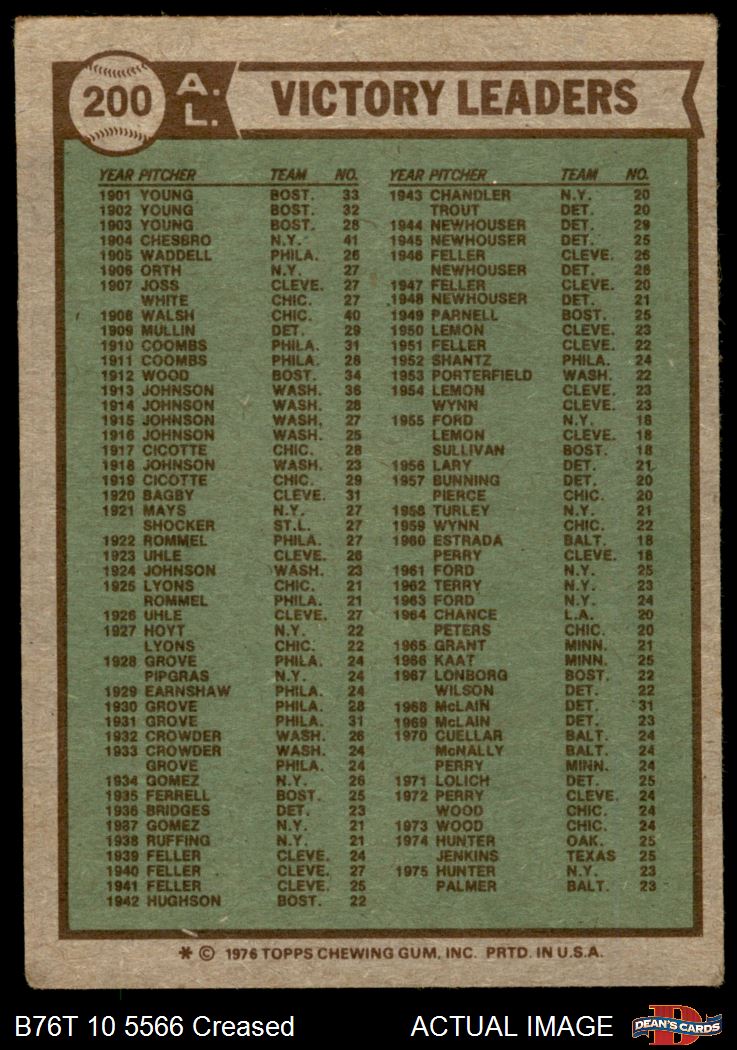 200
A.
L.
VICTORY LEADERS
YEAR PITCHER TEAM NO.
1901 YOUNG BOST. 33
1902 YOUNG BOST. 32
1903 YOUNG BOST. 28
1904 CHESBRO N.Y. 41
1905 WADDELL PHILA. 26
1906 ORTH N.Y. 27
1907 JOSS CLEVE. 27
WHITE CHIC. 27
1908 WALSH CHIC. 40
1909 MULLIN DET. 29
1910 COOMBS PHILA. 31
1911 COOMBS PHILA. 28
1912 WOOD BOST. 34
1913 JOHNSON WASH. 36
1914 JOHNSON WASH. 28
1915 JOHNSON WASH. 27
1916 JOHNSON WASH. 25
1917 CICOTTE CHIC. 28
1918 JOHNSON WASH. 23
1919 CICOTTE CHIC. 29
1920 BAGBY CLEVE. 31
1921 MAYS N.Y. 27
SHOCKER ST.L. 27
1922 ROMMEL PHILA. 27
1923 UHLE CLEVE. 26
1924 JOHNSON WASH. 23
1925 LYONS CHIC. 21
ROMMEL PHILA. 21
1926 UHLE CLEVE. 27
1927 HOYT N.Y. 22
LYONS CHIC. 22
1928 GROVE PHILA. 24
PIPGRAS N.Y. 24
1929 EARNSHAW PHILA. 24
1930 GROVE PHILA. 28
1931 GROVE PHILA. 31
1932 CROWDER WASH. 26
1933 CROWDER WASH. 24
GROVE PHILA. 24
1934 GOMEZ N.Y. 26
1935 FERRELL BOST. 25
1936 BRIDGES DET. 23
1937 GOMEZ N.Y. 21
1938 RUFFING N.Y. 21
1939 FELLER CLEVE. 24
1940 FELLER CLEVE. 27
1941 FELLER CLEVE. 25
1942 HUGHSON BOST. 22
YEAR PITCHER TEAM NO.
1943 CHANDLER N.Y. 20
TROUT DET. 20
1944 NEWHOUSER DET. 29
1945 NEWHOUSER DET. 25
1946 FELLER CLEVE. 26
NEWHOUSER DET. 26
1947 FELLER CLEVE. 20
1948 NEWHOUSER DET. 21
1949 PARNELL BOST. 25
1950 LEMON CLEVE. 23
1951 FELLER CLEVE. 22
1952 SHANTZ PHILA. 24
1953 PORTERFIELD WASH. 22
1954 LEMON CLEVE. 23
WYNN CLEVE. 23
1955 FORD N.Y. 18
LEMON CLEVE. 18
SULLIVAN BOST. 18
1956 LARY DET. 21
1957 BUNNING DET. 20
PIERCE CHIC. 20
1958 TURLEY N.Y. 21
1959 WYNN CHIC. 22
1960 ESTRADA BALT. 18
PERRY CLEVE. 18
1961 FORD N.Y. 25
1962 TERRY N.Y. 23
1963 FORD N.Y. 24
1964 CHANCE L.A. 20
PETERS CHIC. 20
1965 GRANT MINN. 21
1966 KAAT MINN. 25
1967 LONBORG BOST. 22
WILSON DET. 22
1968 McLAIN DET. 31
1969 McLAIN DET. 23
1970 CUELLAR BALT. 24
McNALLY BALT. 24
PERRY MINN. 24
1971 LOLICH DET. 25
1972 PERRY CLEVE. 24
WOOD CHIC. 24
1973 WOOD CHIC. 24
1974 HUNTER OAK. 25
JENKINS TEXAS 25
1975 HUNTER N.Y. 23
PALMER BALT. 23
* © 1976 TOPPS CHEWING GUM, INC. PRTD. IN U.S.A.
B76T 10 5566 Creased
ACTUAL IMAGE
D
DEAN'S CARDS